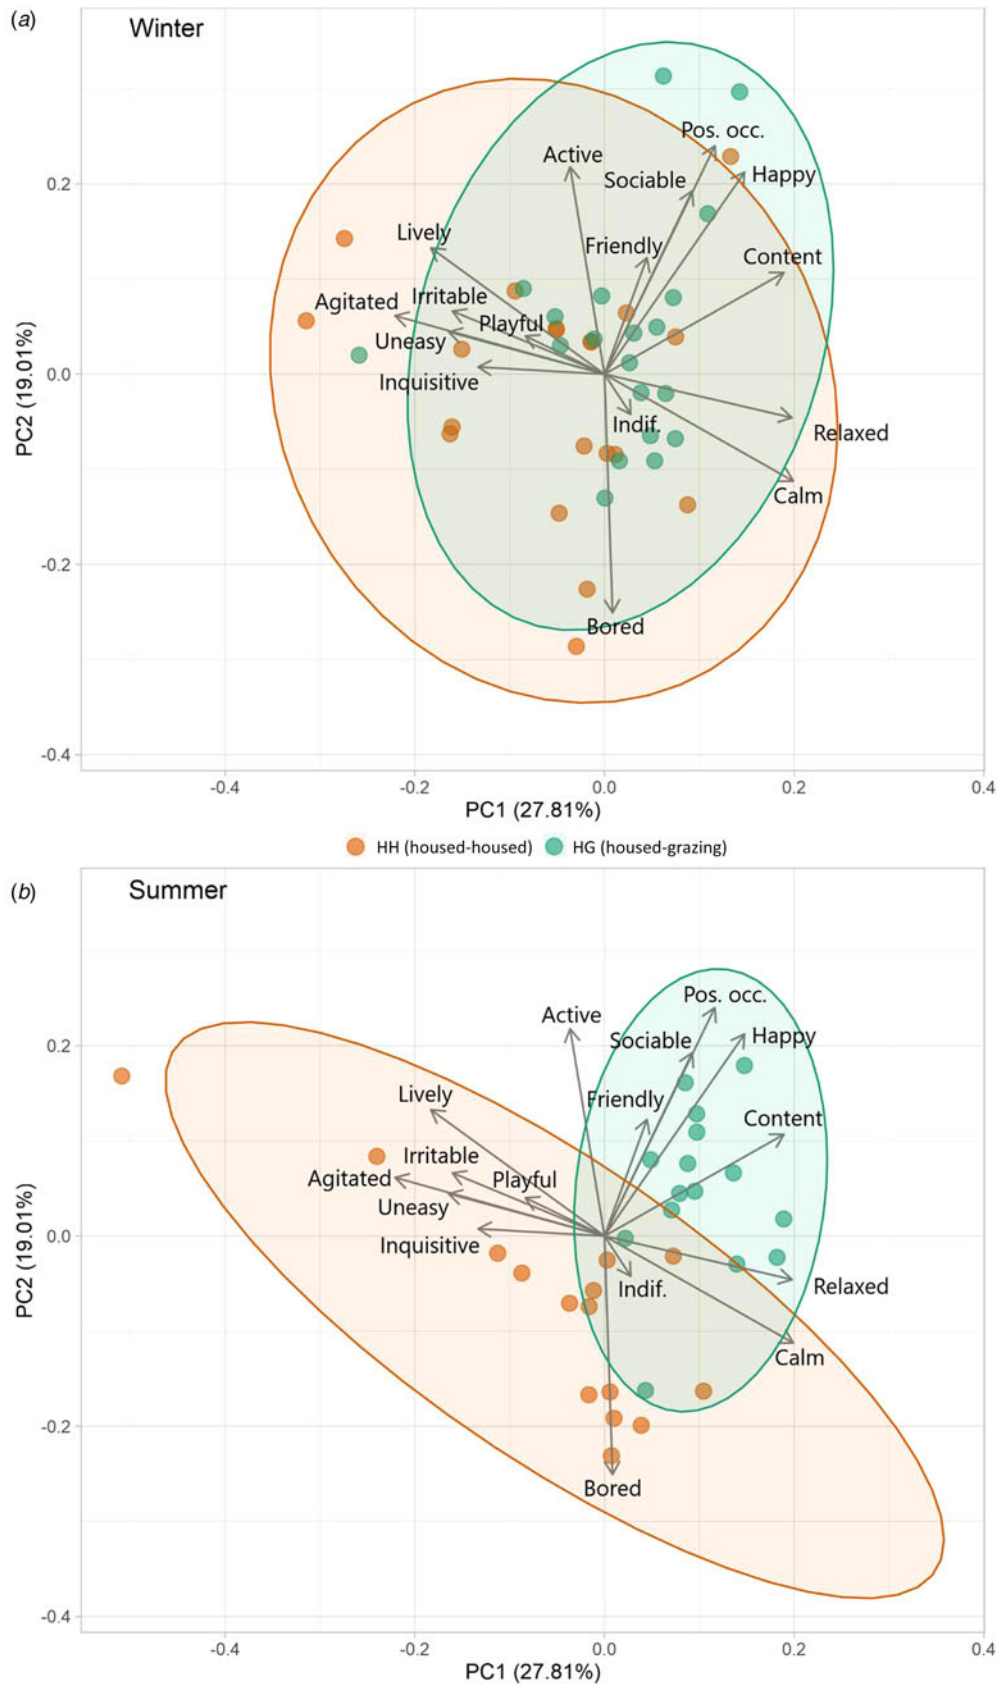 (a)
Winter
Pos. occ.
Active
Happy
Sociable
0.2
Lively
Friendly
Content
Irritable
Agitated
Playful
Uneasy
0.0
Inquisitive
Indif.
Relaxed
Calm
-0.2
Bored
-0.4
-0.4 -0.2 0.0 0.2 0.4
PC1 (27.81%)
PC2 (19.01%)
HH (housed-housed) HG (housed-grazing)
(b)
Summer
Pos. occ.
Active
Happy
Sociable
0.2
Lively
Friendly
Content
Irritable
Agitated
Playful
Uneasy
0.0
Inquisitive
Indif.
Relaxed
Calm
-0.2
Bored
-0.4
-0.4 -0.2 0.0 0.2 0.4
PC1 (27.81%)
PC2 (19.01%)